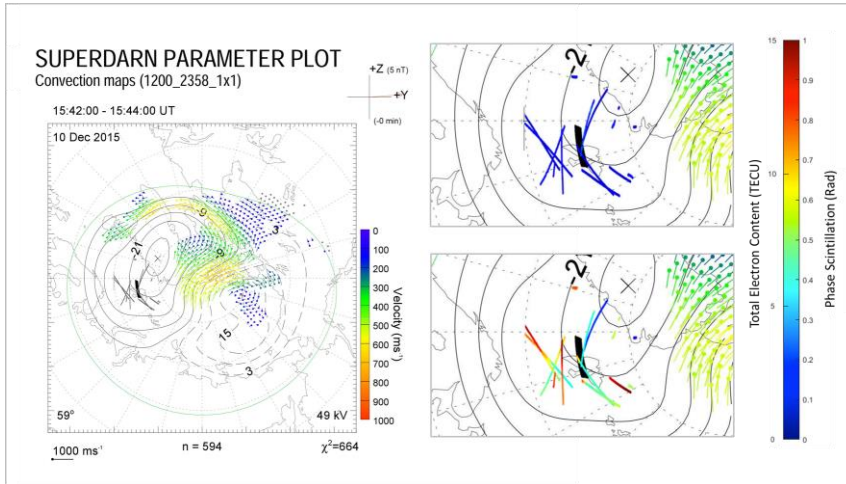 SUPERDARN PARAMETER PLOT
Convection maps (1200_2358_1x1)
+Z (5 nT)
+Y
(-0 min)
15:42:00 - 15:44:00 UT
10 Dec 2015
-9
3
-21
-9
15
3
59°
49 kV
1000 ms⁻¹
n = 594
χ²=664
0
100
200
300
400
500
600
700
800
900
1000
Velocity (ms⁻¹)
-2
-2
15
10
5
0
Total Electron Content (TECU)
1
0.9
0.8
0.7
0.6
0.5
0.4
0.3
0.2
0.1
0
Phase Scintillation (Rad)